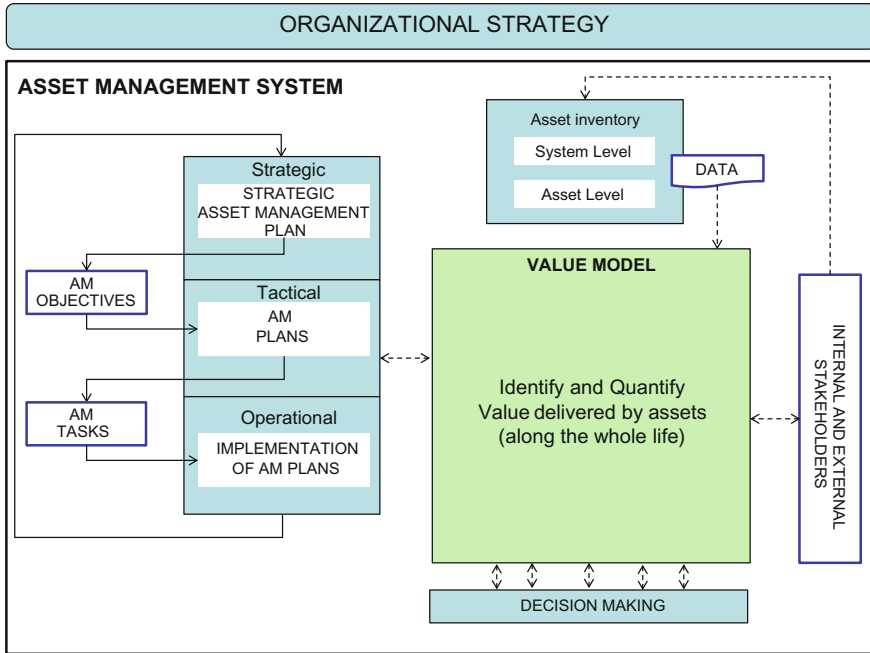 ORGANIZATIONAL STRATEGY
ASSET MANAGEMENT SYSTEM
Strategic
STRATEGIC
ASSET MANAGEMENT
PLAN
AM
OBJECTIVES
Tactical
AM
PLANS
AM
TASKS
Operational
IMPLEMENTATION
OF AM PLANS
Asset inventory
System Level
Asset Level
DATA
VALUE MODEL
Identify and Quantify
Value delivered by assets
(along the whole life)
INTERNAL AND EXTERNAL
STAKEHOLDERS
DECISION MAKING